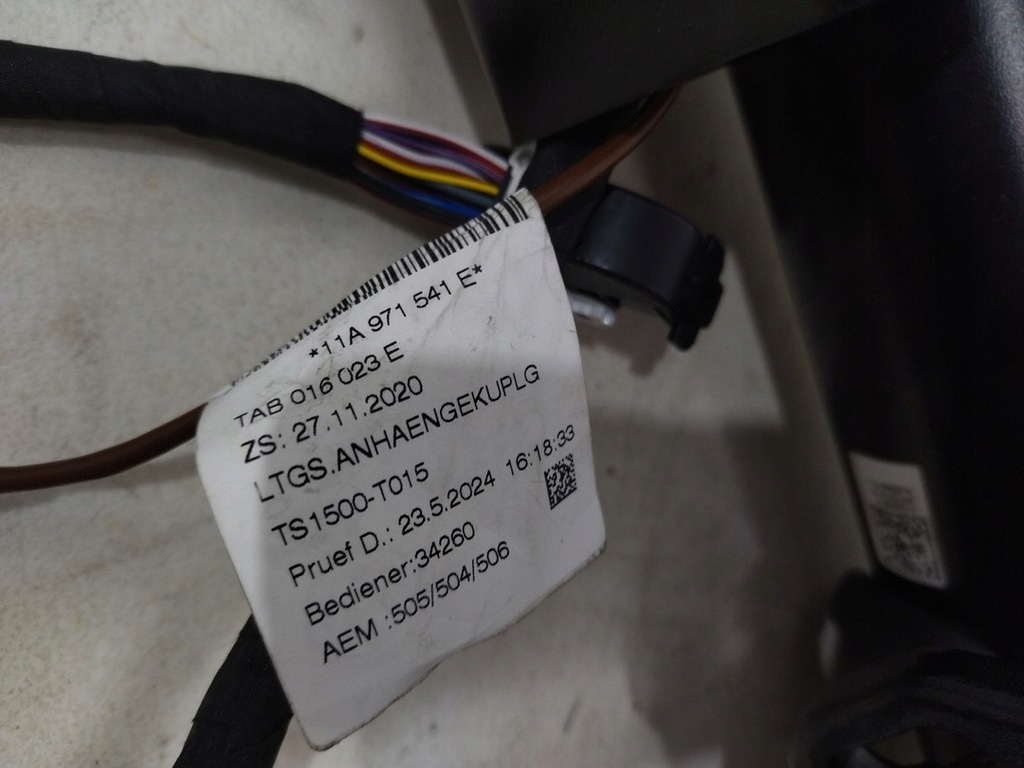 *11A 971 541 E*
TAB 016 023 E
ZS: 27.11.2020
LTGS.ANHAENGEKUPLG
TS1500-T015
Pruef D.: 23.5.2024 16:18:33
Bediener:34260
AEM :505/504/506